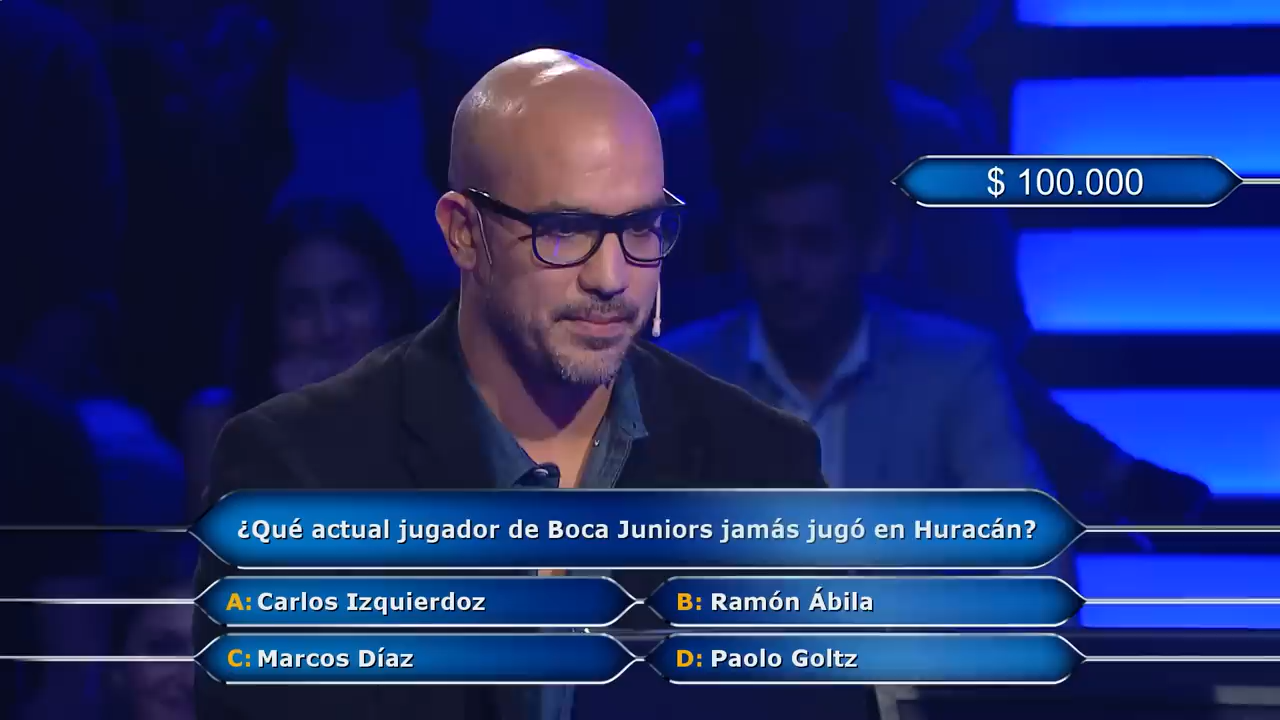 $ 100.000
¿Qué actual jugador de Boca Juniors jamás jugó en Huracán?
A: Carlos Izquierdoz
B: Ramón Ábila
C: Marcos Díaz
D: Paolo Goltz